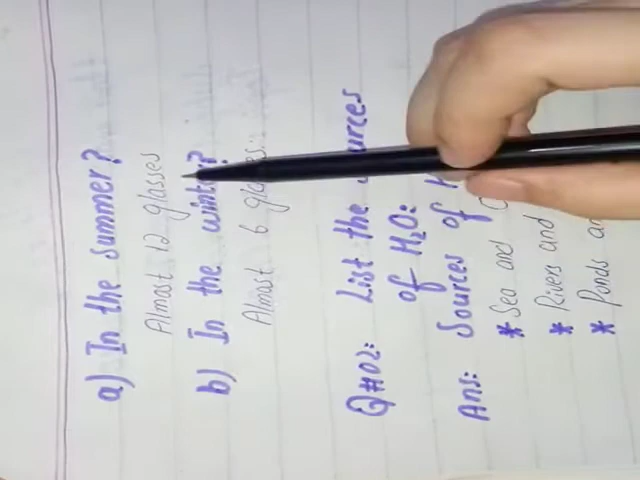 a) In the summer?
Almost 12 glasses
b) In the winter?
Almost 6
Q#02: List the
of H₂O:
Ans: Sources of
* Sea and
* Rivers and
* Ponds